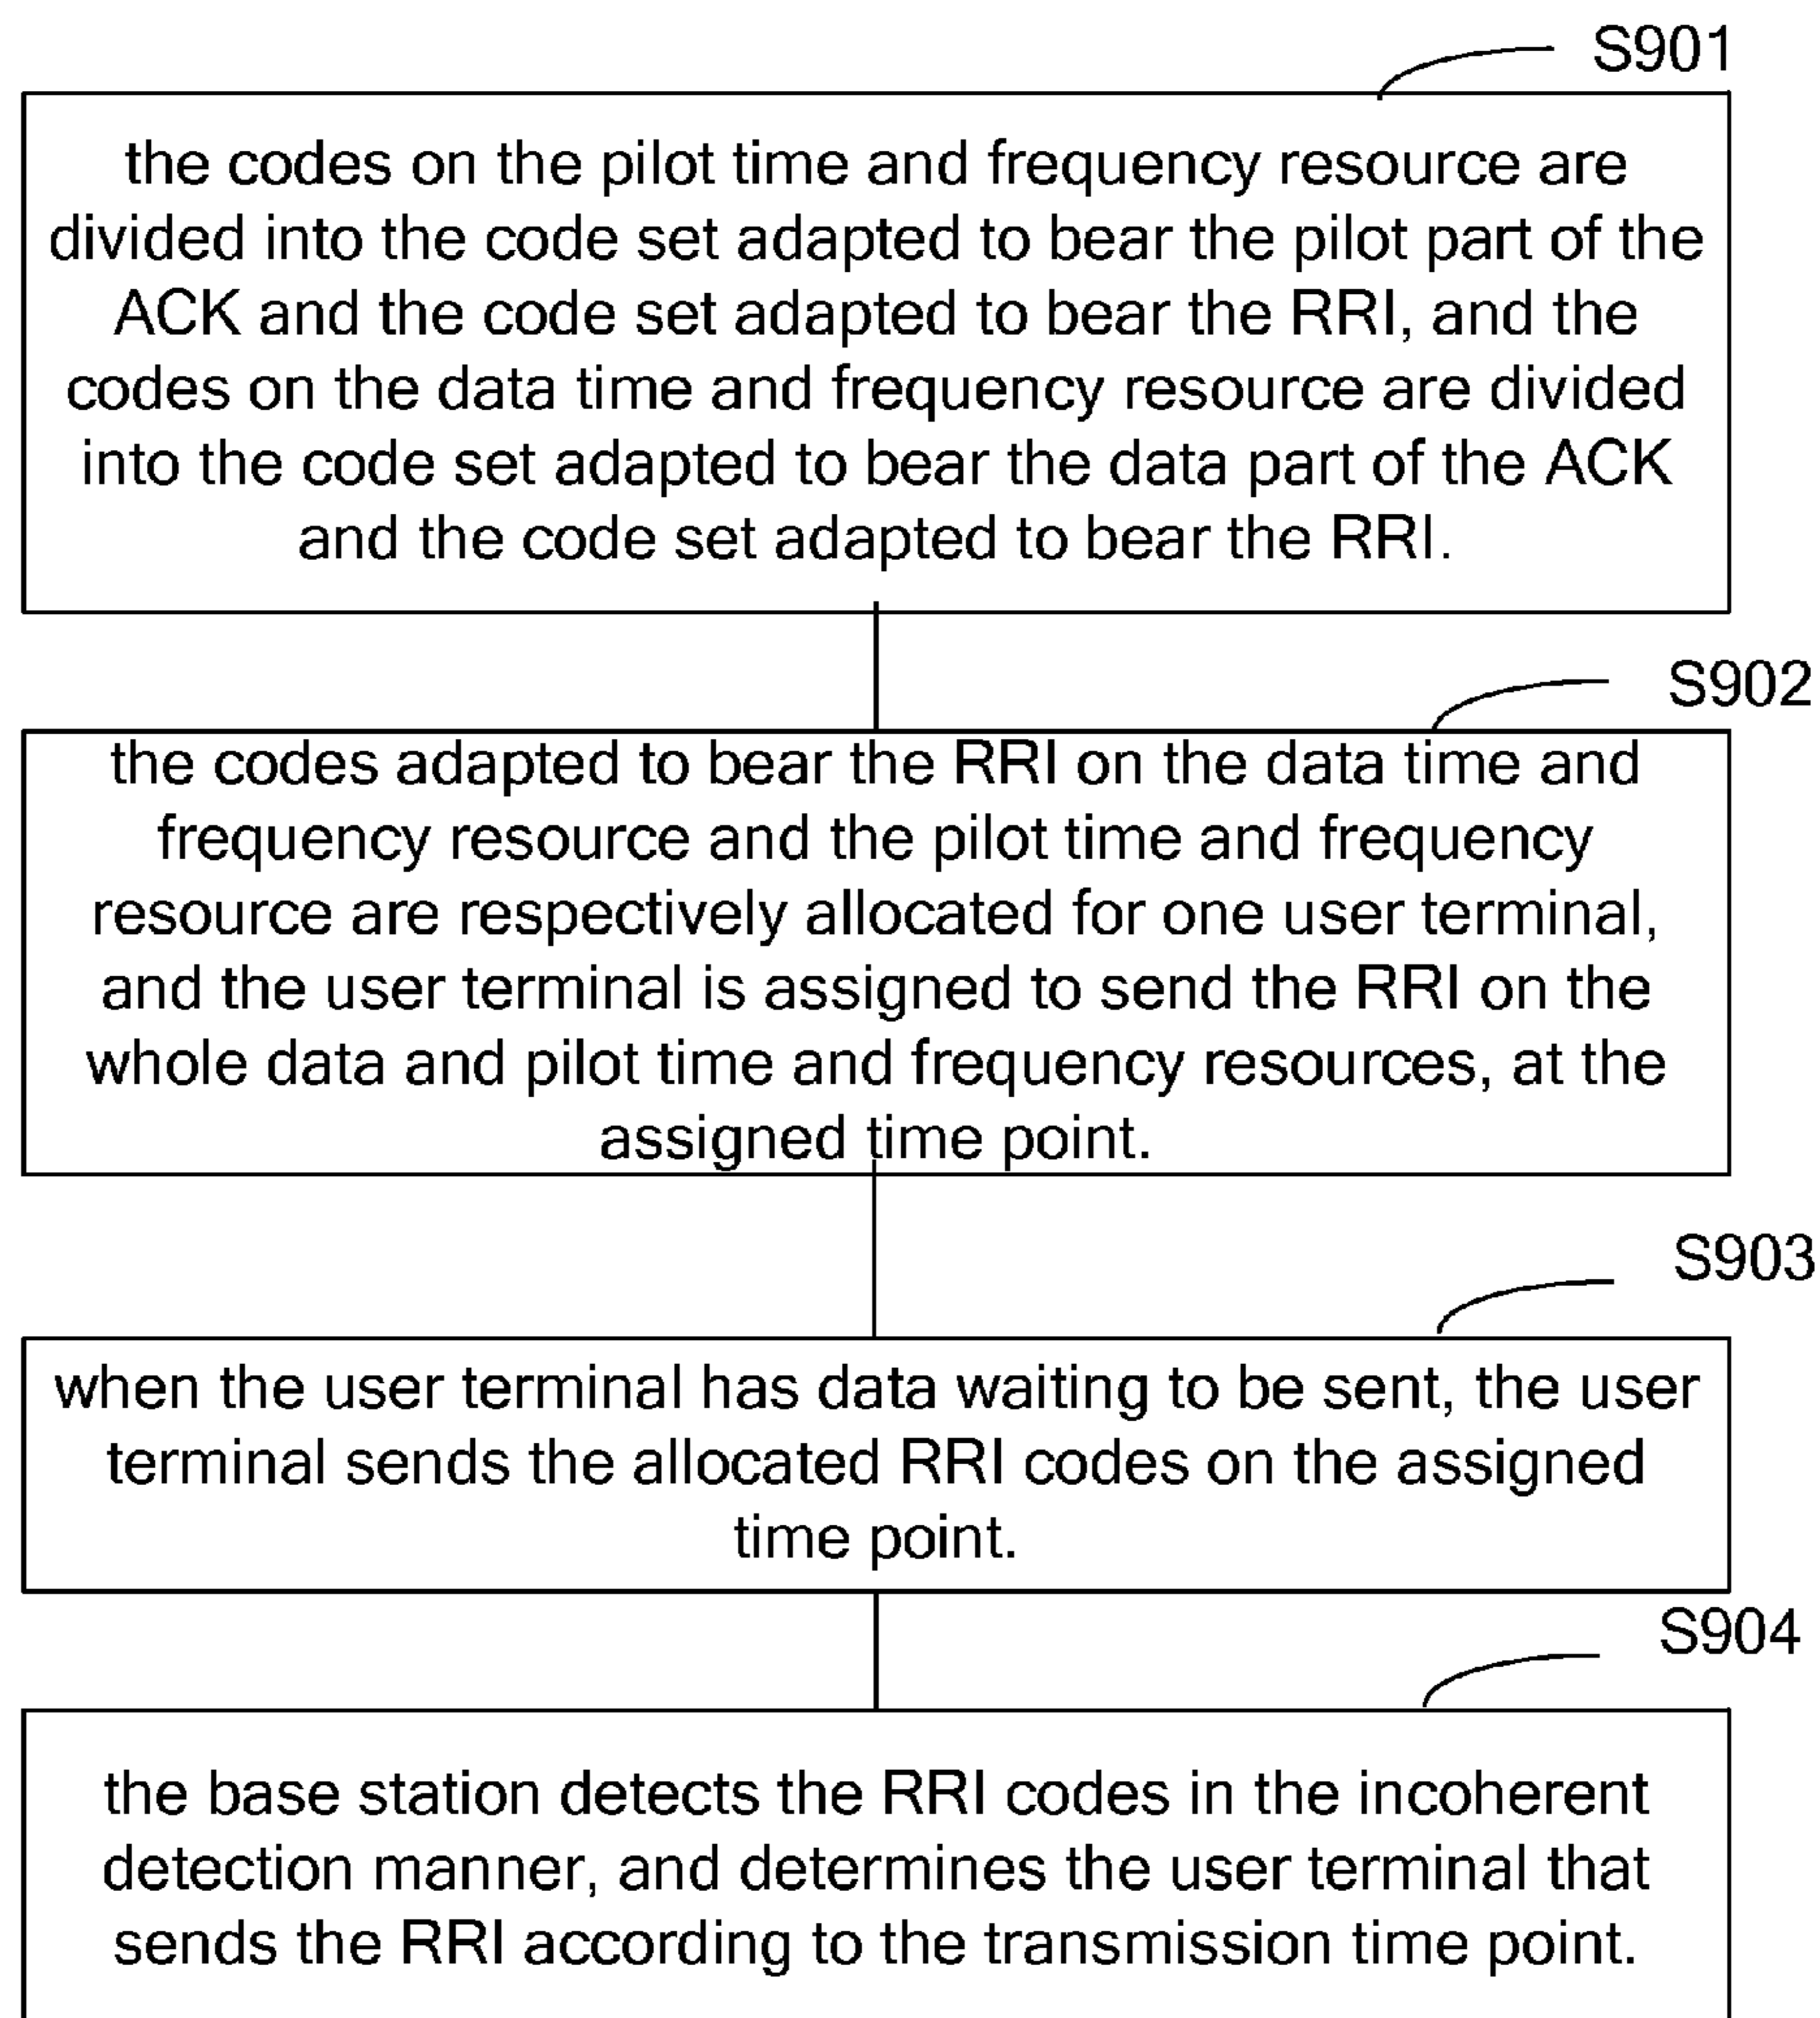 S901
the codes on the pilot time and frequency resource are
divided into the code set adapted to bear the pilot part of the
ACK and the code set adapted to bear the RRI, and the
codes on the data time and frequency resource are divided
into the code set adapted to bear the data part of the ACK
and the code set adapted to bear the RRI.
S902
the codes adapted to bear the RRI on the data time and
frequency resource and the pilot time and frequency
resource are respectively allocated for one user terminal,
and the user terminal is assigned to send the RRI on the
whole data and pilot time and frequency resources, at the
assigned time point.
S903
when the user terminal has data waiting to be sent, the user
terminal sends the allocated RRI codes on the assigned
time point.
S904
the base station detects the RRI codes in the incoherent
detection manner, and determines the user terminal that
sends the RRI according to the transmission time point.